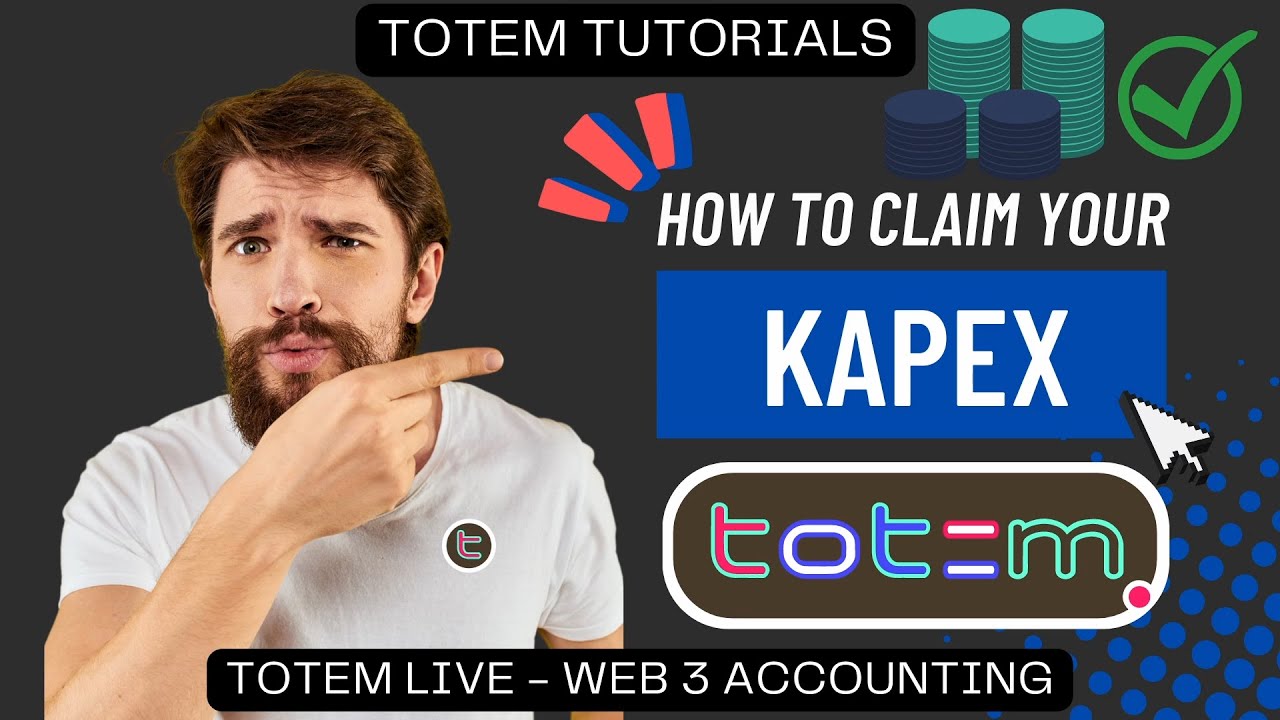 TOTEM TUTORIALS
HOW TO CLAIM YOUR
KAPEX
totem.
t
TOTEM LIVE - WEB 3 ACCOUNTING